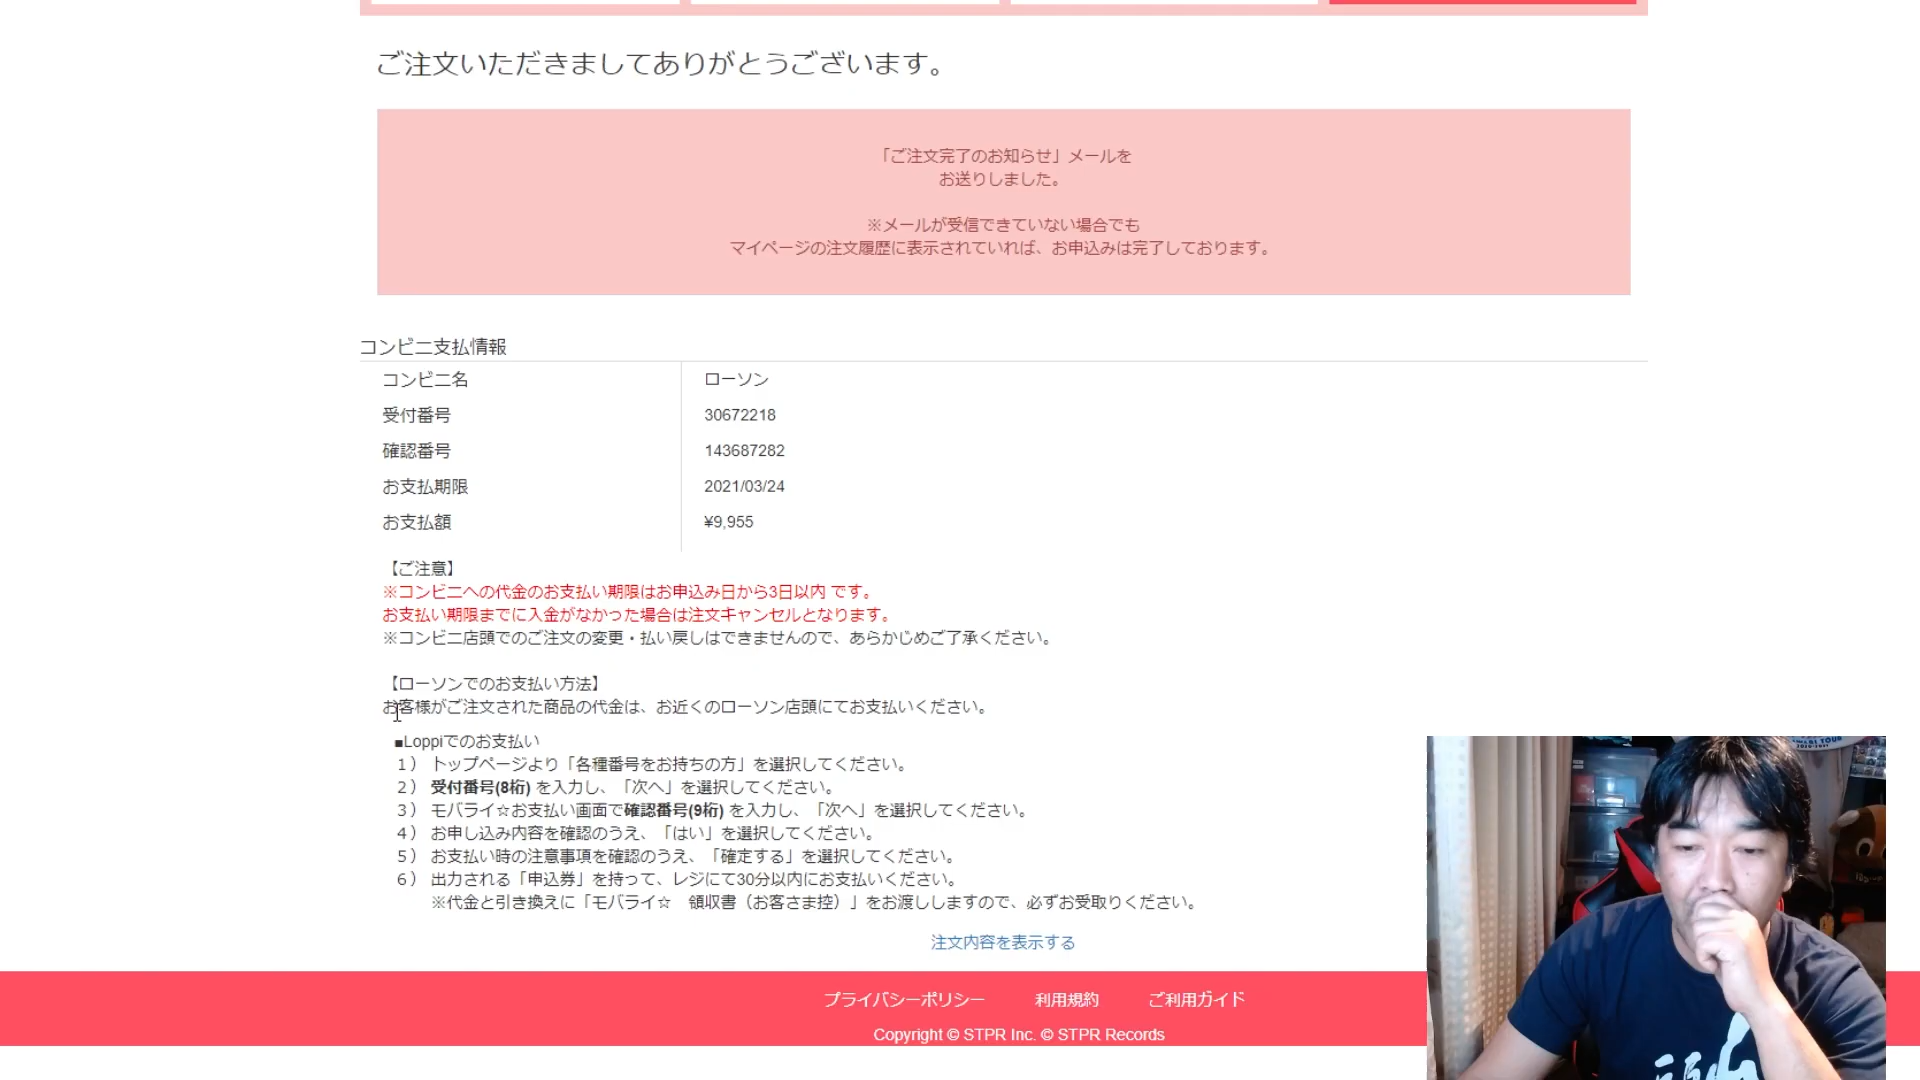 ご注文いただきましてありがとうございます。
「ご注文完了のお知らせ」メールを
お送りしました。
※メールが受信できていない場合でも
マイページの注文履歴に表示されていれば、お申込みは完了しております。
コンビニ支払情報
コンビニ名 ローソン
受付番号 30672218
確認番号 143687282
お支払期限 2021/03/24
お支払額 ¥9,955
【ご注意】
※コンビニへの代金のお支払い期限はお申込み日から3日以内 です。
お支払い期限までに入金がなかった場合は注文キャンセルとなります。
※コンビニ店頭でのご注文の変更・払い戻しはできませんので、あらかじめご了承ください。
【ローソンでのお支払い方法】
お客様がご注文された商品の代金は、お近くのローソン店頭にてお支払いください。
■Loppiでのお支払い
１） トップページより「各種番号をお持ちの方」を選択してください。
２） 受付番号(8桁) を入力し、「次へ」を選択してください。
３） モバライ☆お支払い画面で確認番号(9桁) を入力し、「次へ」を選択してください。
４） お申し込み内容を確認のうえ、「はい」を選択してください。
５） お支払い時の注意事項を確認のうえ、「確定する」を選択してください。
６） 出力される「申込券」を持って、レジにて30分以内にお支払いください。
※代金と引き換えに「モバライ☆　領収書（お客さま控）」をお渡ししますので、必ずお受取りください。
注文内容を表示する
プライバシーポリシー 利用規約 ご利用ガイド
Copyright © STPR Inc. © STPR Records